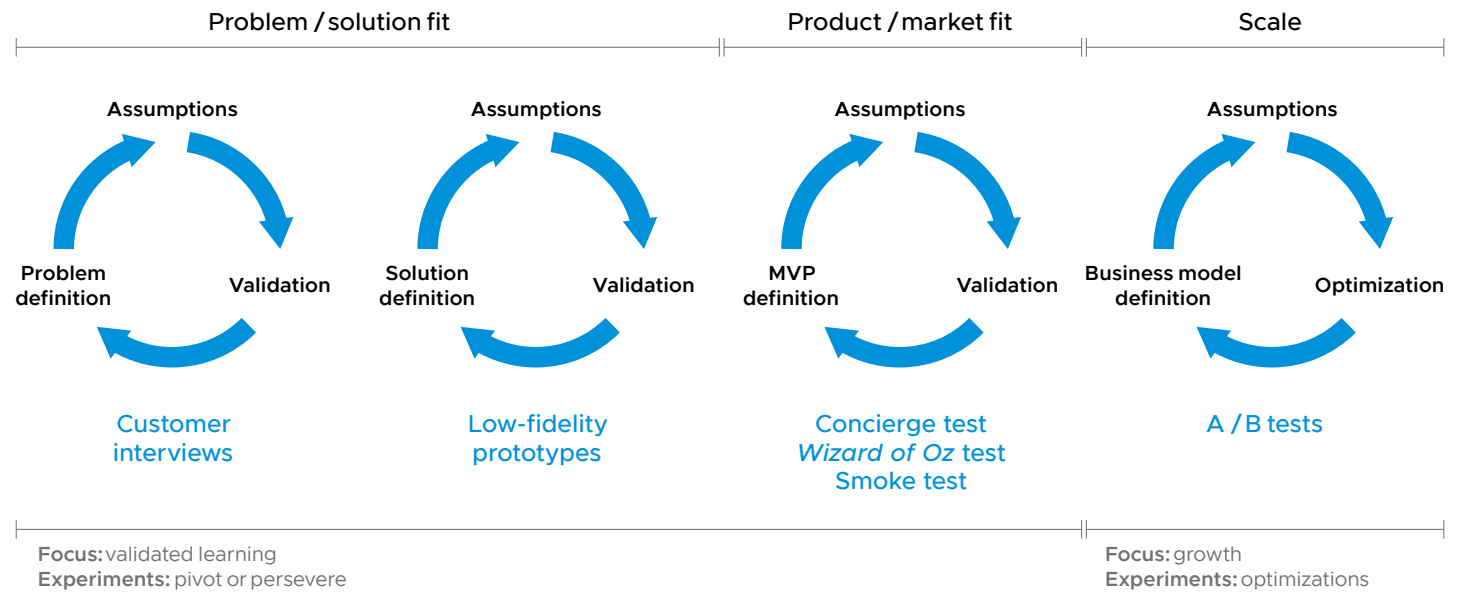 Problem / solution fit
Product / market fit
Scale
Assumptions
Problem
definition
Validation
Customer
interviews
Assumptions
Solution
definition
Validation
Low-fidelity
prototypes
Assumptions
MVP
definition
Validation
Concierge test
Wizard of Oz test
Smoke test
Assumptions
Business model
definition
Optimization
A / B tests
Focus: validated learning
Experiments: pivot or persevere
Focus: growth
Experiments: optimizations